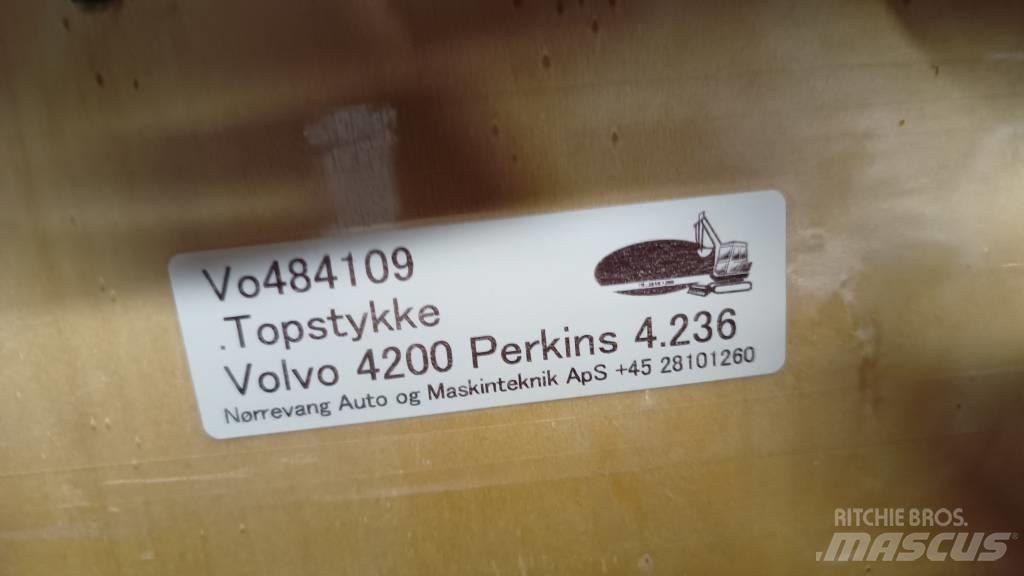 Vo484109
.Topstykke
Volvo 4200 Perkins 4.236
Nørrevang Auto og Maskinteknik ApS +45 28101260
RITCHIE BROS.
MASCUS